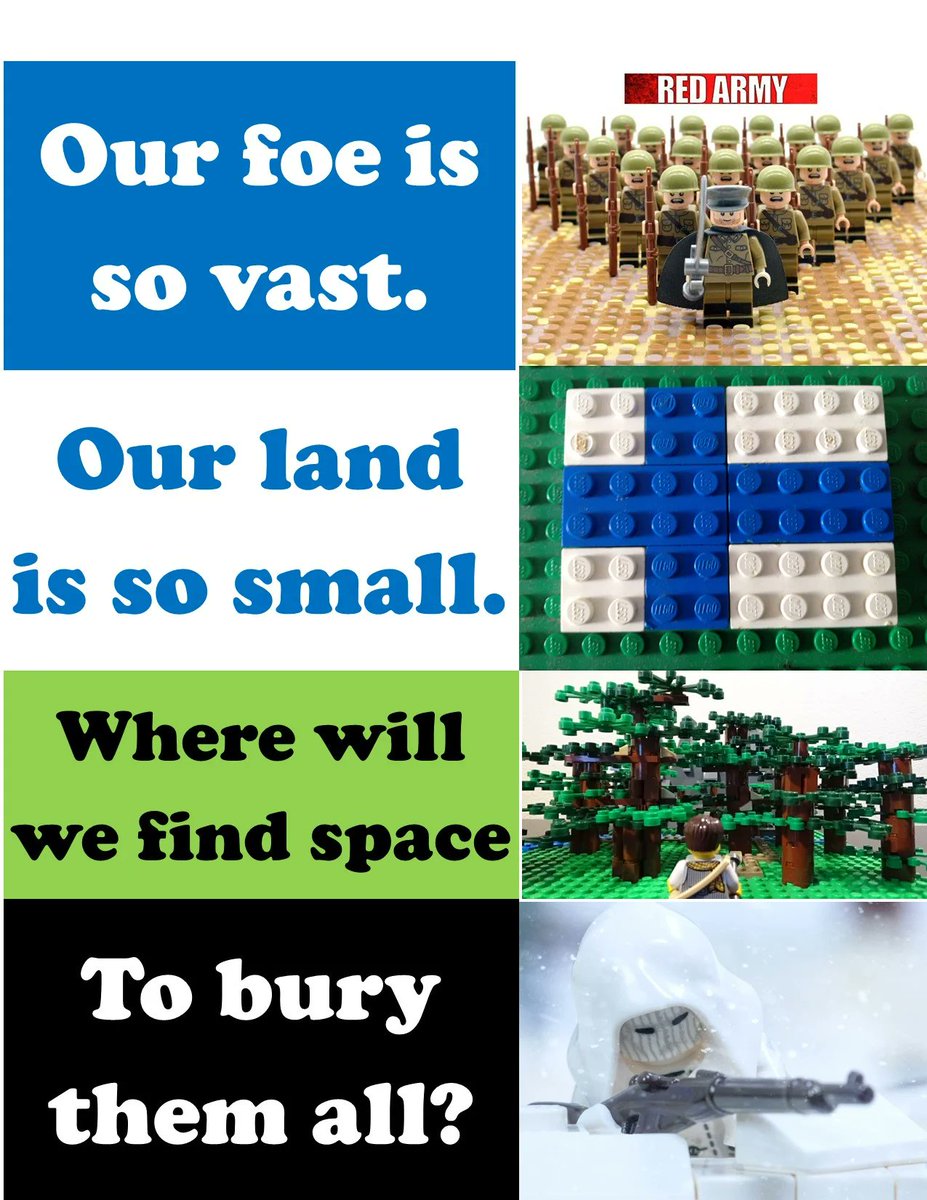 Our foe is
so vast.
RED ARMY
Our land
is so small.
Where will
we find space
To bury
them all?